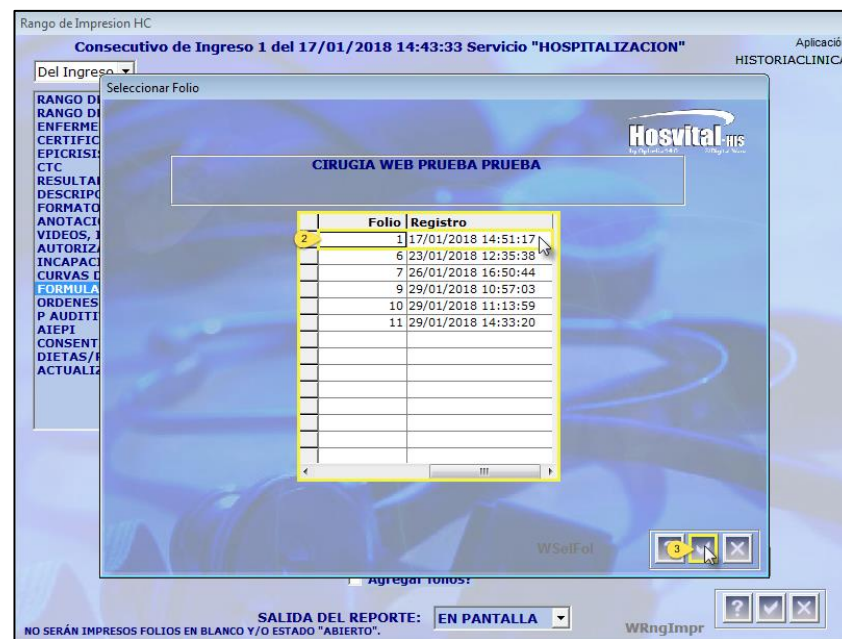 Rango de Impresion HC
Consecutivo de Ingreso 1 del 17/01/2018 14:43:33 Servicio "HOSPITALIZACION"
Aplicació
HISTORIACLINICA
Del Ingreso
Seleccionar Folio
RANGO D
RANGO D
ENFERME
CERTIFIC
EPICRISI
CTC
RESULTA
DESCRIPC
FORMATO
ANOTACI
VIDEOS, I
AUTORIZ
INCAPAC
CURVAS D
FORMULA
ORDENES
P AUDITI
AIEPI
CONSENT
DIETAS/
ACTUALIZ
Hosvital-HIS
CIRUGIA WEB PRUEBA PRUEBA
Folio Registro
2 1 17/01/2018 14:51:17
6 23/01/2018 12:35:38
7 26/01/2018 16:50:44
9 29/01/2018 10:57:03
10 29/01/2018 11:13:59
11 29/01/2018 14:33:20
WSelFol
? 3
Agregar folios?
SALIDA DEL REPORTE: EN PANTALLA
NO SERÁN IMPRESOS FOLIOS EN BLANCO Y/O ESTADO "ABIERTO".
WRngImpr
?